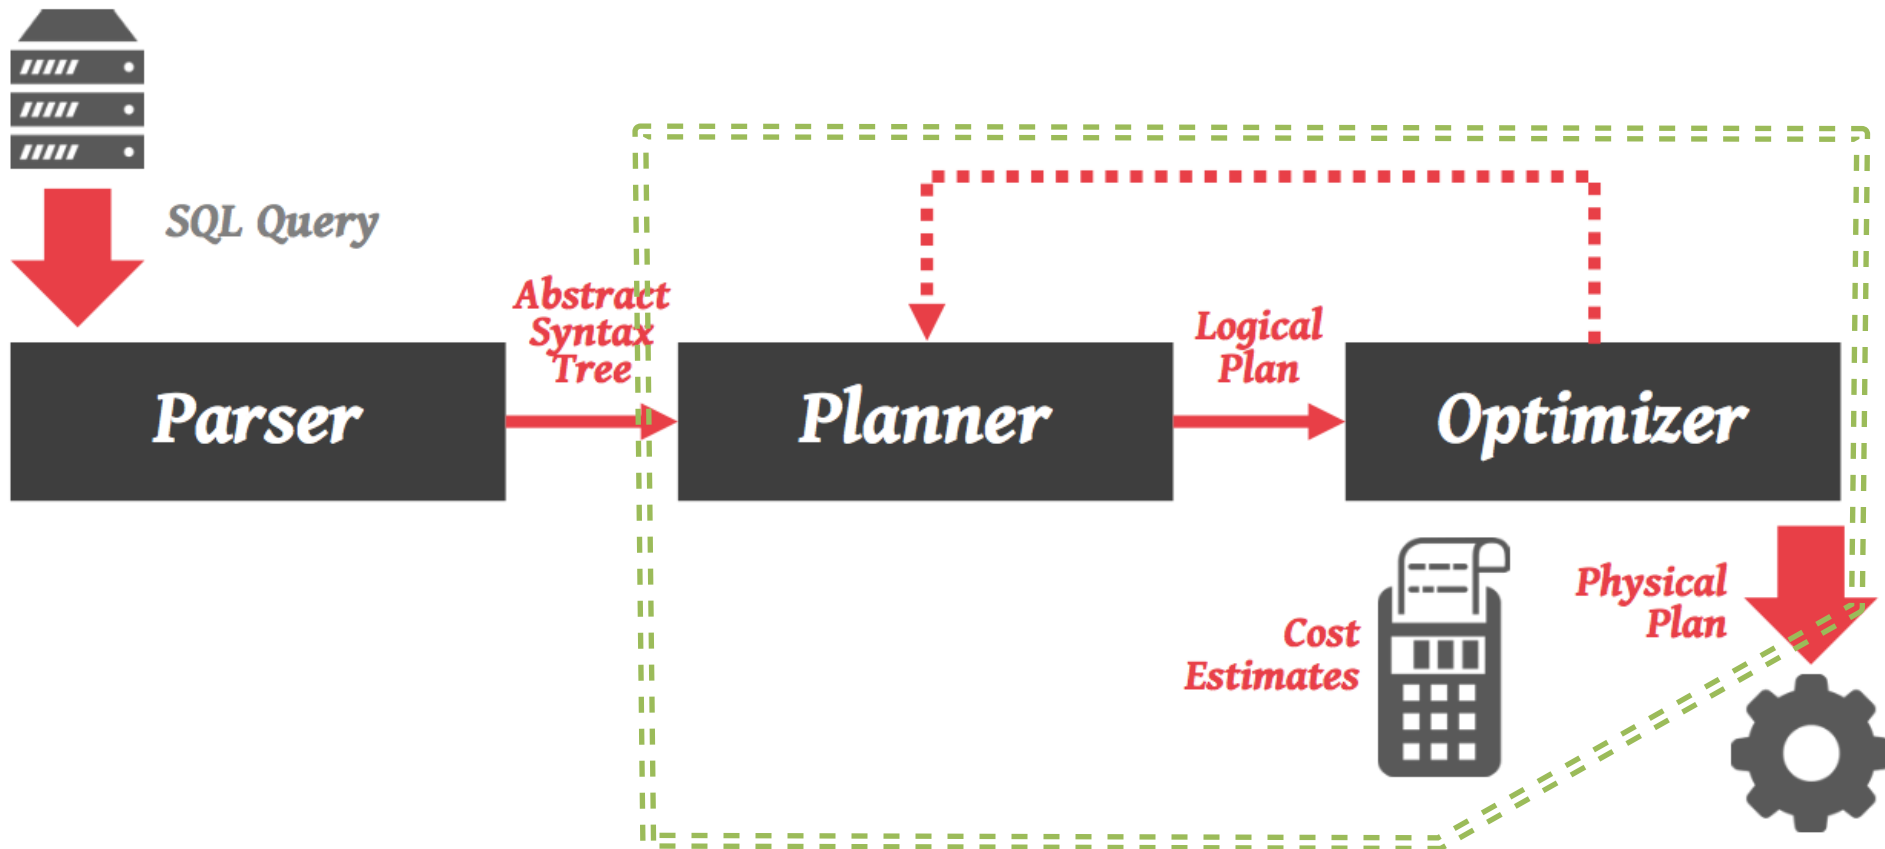 SQL Query
Abstract
Syntax
Tree
Logical
Plan
Parser
Planner
Optimizer
Physical
Plan
Cost
Estimates